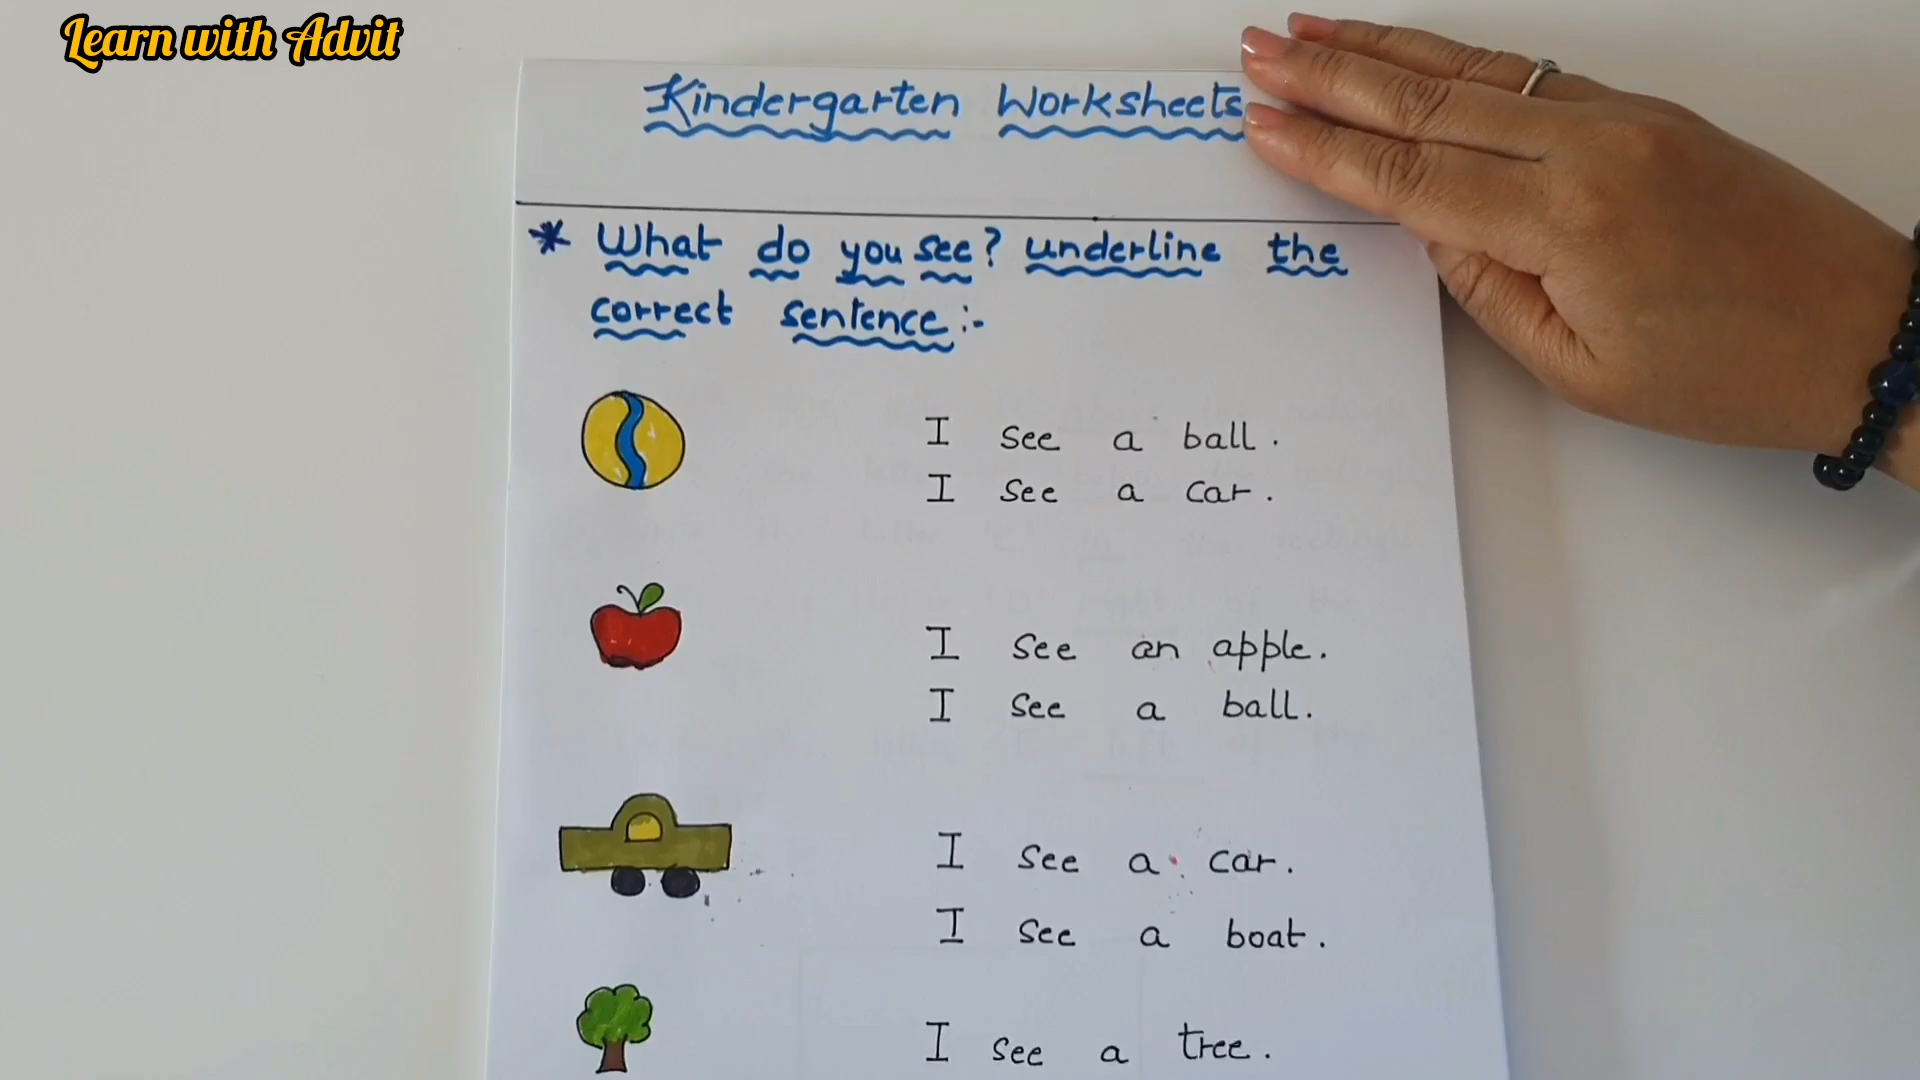 Learn with Advit
Kindergarten Worksheets
* What do you see? underline the
correct sentence :-
I see a ball.
I see a car.
I see an apple.
I see a ball.
I see a car.
I see a boat.
I see a tree.